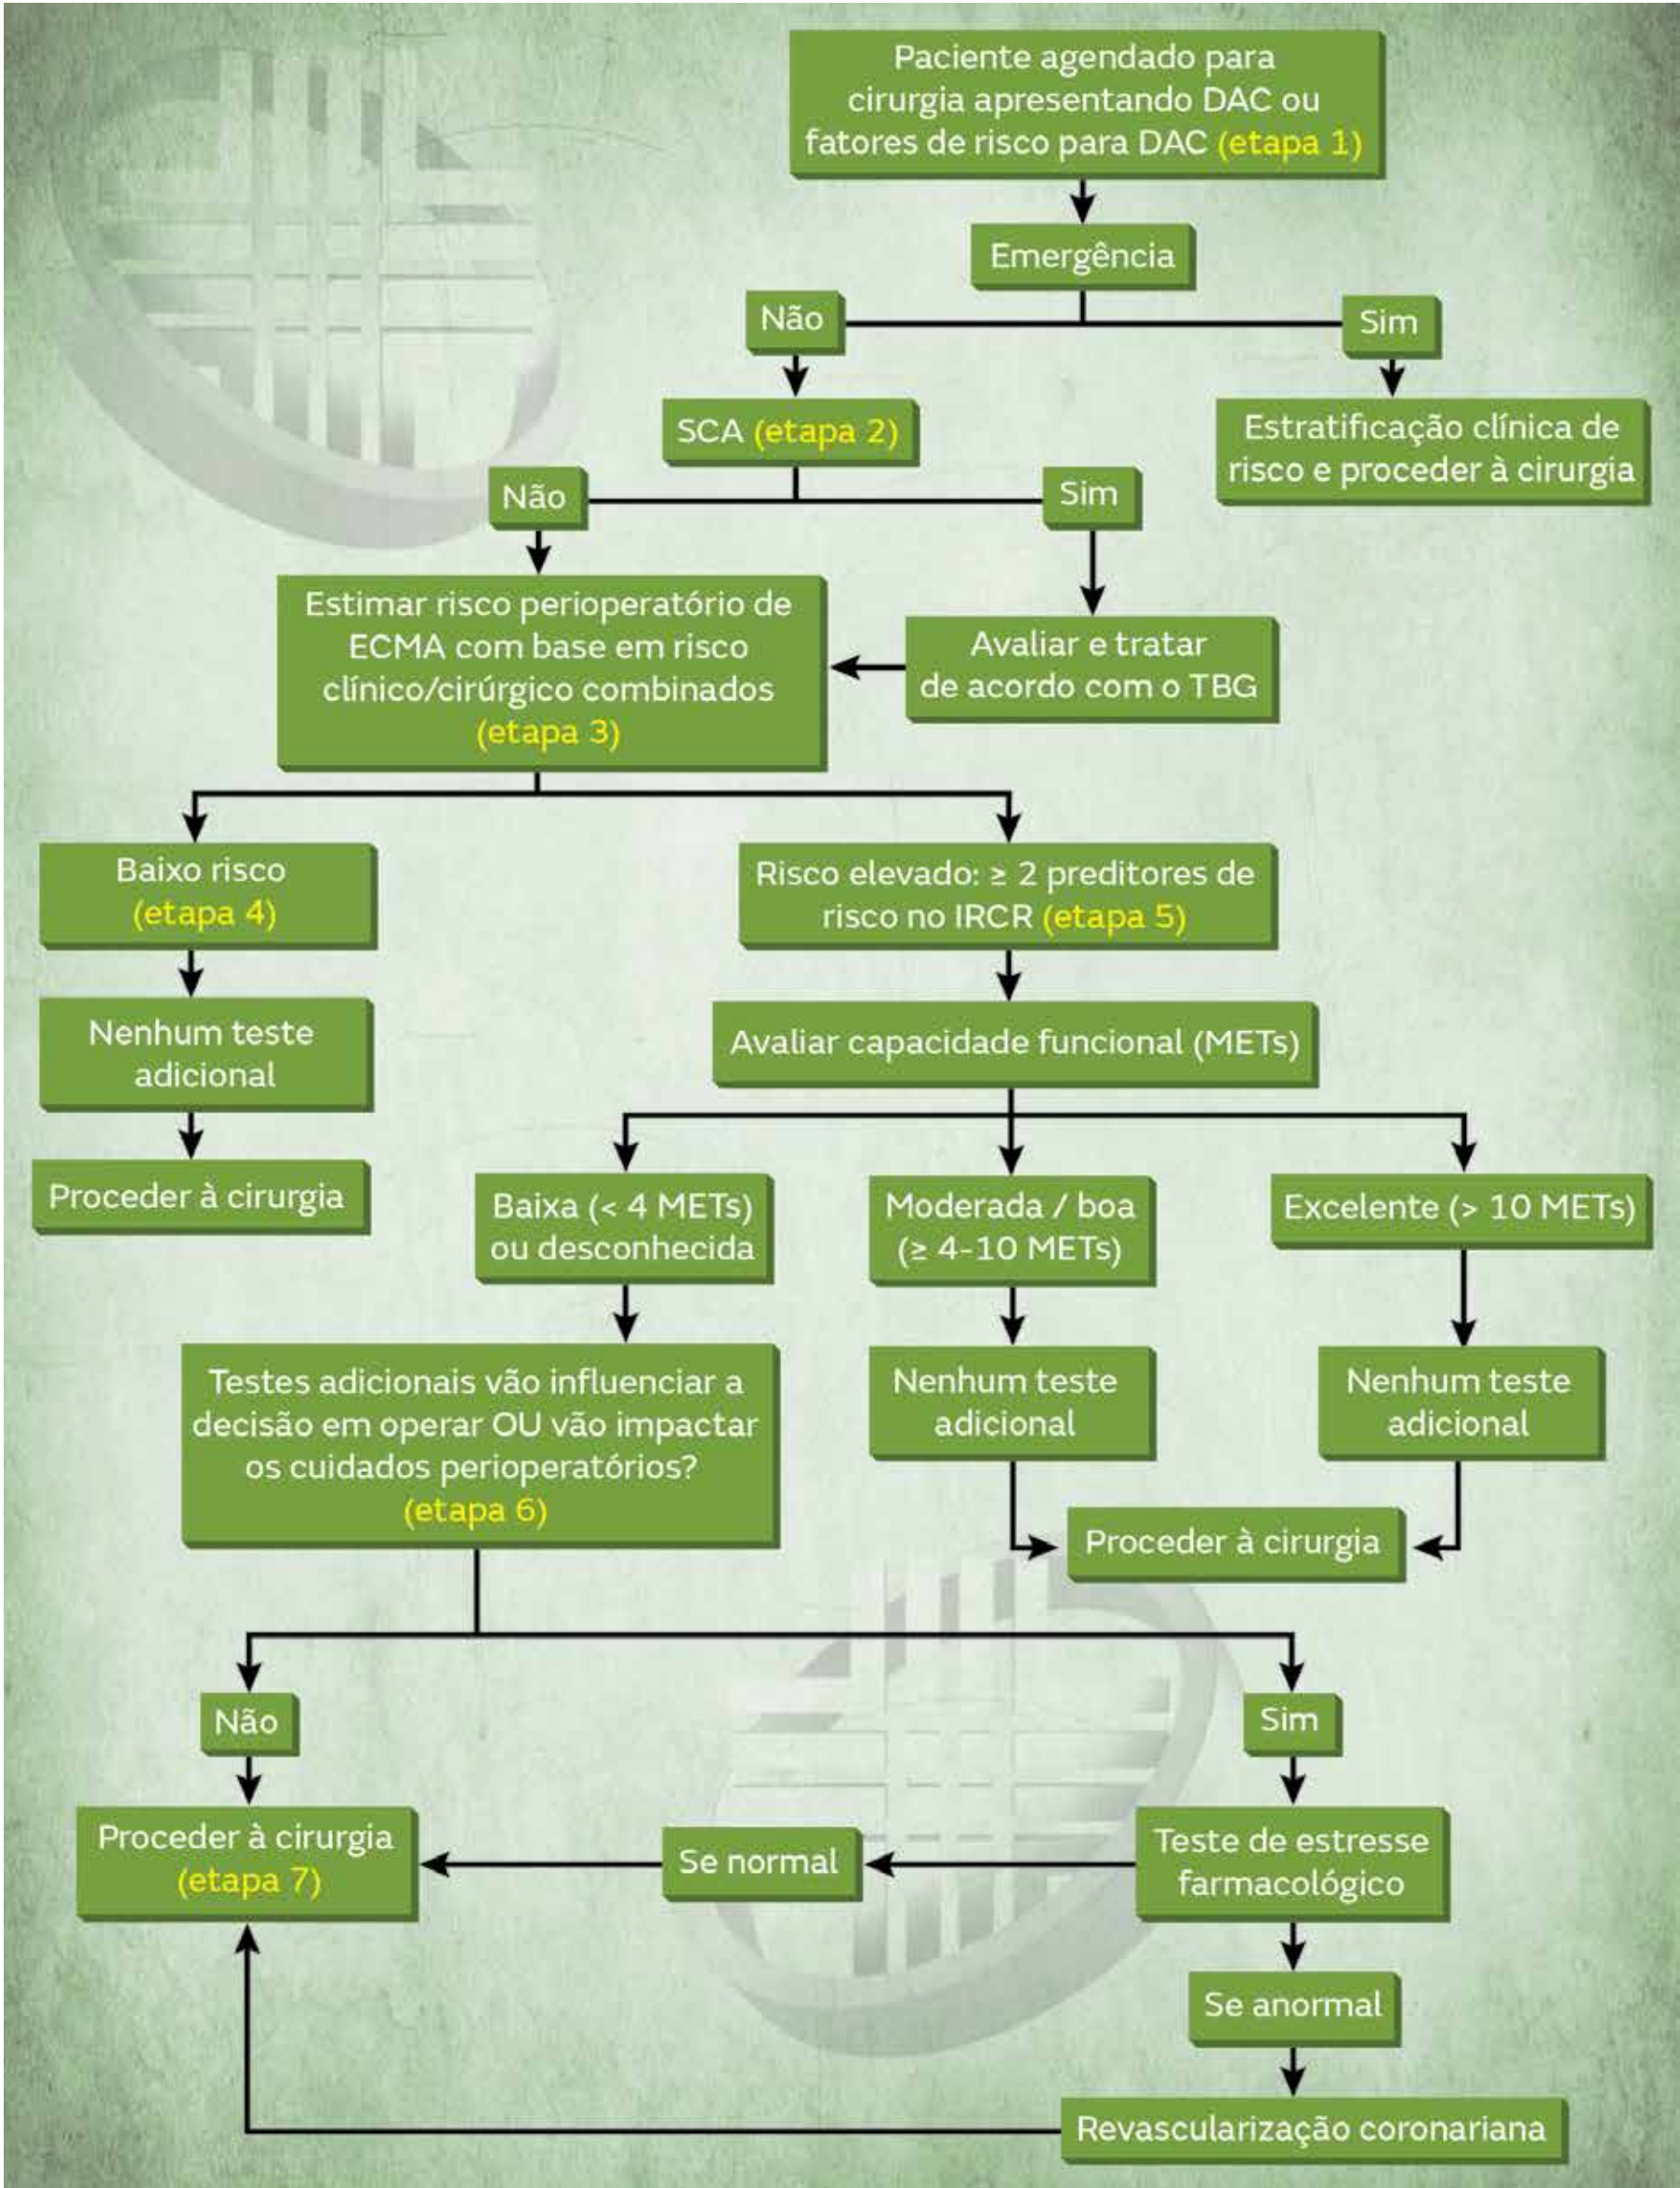 Paciente agendado para
cirurgia apresentando DAC ou
fatores de risco para DAC (etapa 1)
Emergência
Não
Sim
SCA (etapa 2)
Estratificação clínica de
risco e proceder à cirurgia
Não
Sim
Estimar risco perioperatório de
ECMA com base em risco
clínico/cirúrgico combinados
(etapa 3)
Avaliar e tratar
de acordo com o TBG
Baixo risco
(etapa 4)
Risco elevado: ≥ 2 preditores de
risco no IRCR (etapa 5)
Nenhum teste
adicional
Avaliar capacidade funcional (METs)
Proceder à cirurgia
Baixa (< 4 METs)
ou desconhecida
Moderada / boa
(≥ 4-10 METs)
Excelente (> 10 METs)
Testes adicionais vão influenciar a
decisão em operar OU vão impactar
os cuidados perioperatórios?
(etapa 6)
Nenhum teste
adicional
Nenhum teste
adicional
Proceder à cirurgia
Não
Sim
Proceder à cirurgia
(etapa 7)
Se normal
Teste de estresse
farmacológico
Se anormal
Revascularização coronariana